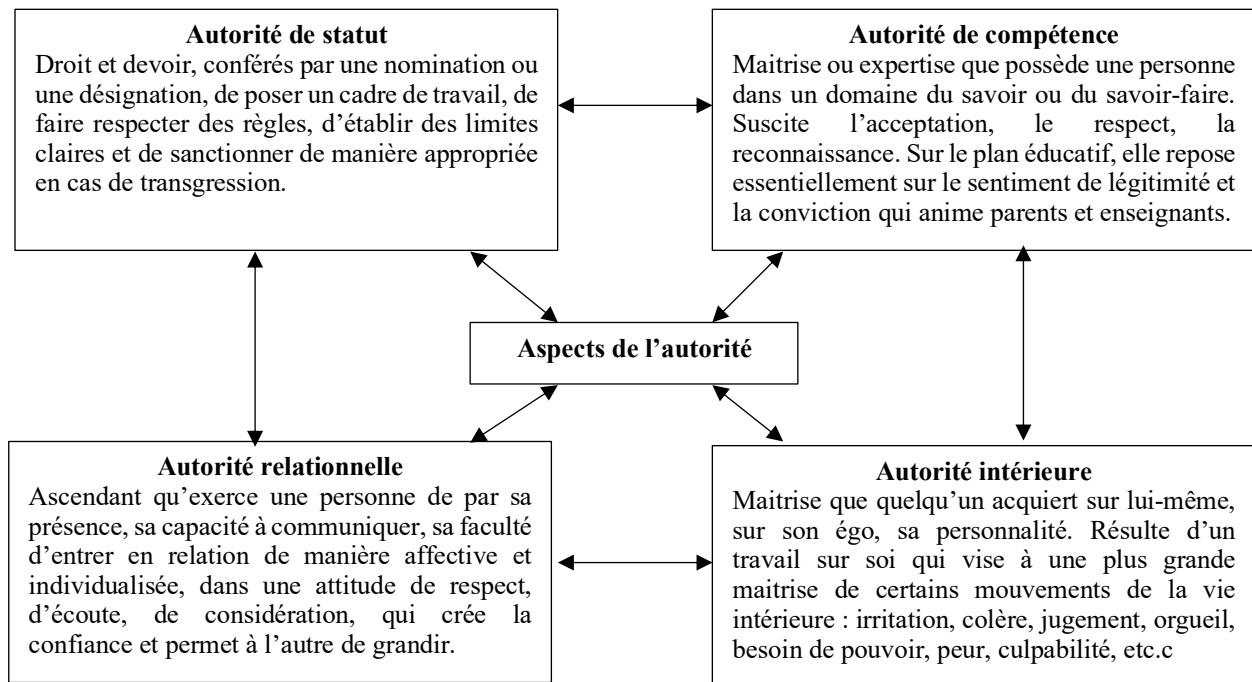 Autorité de statut
Droit et devoir, conférés par une nomination ou
une désignation, de poser un cadre de travail, de
faire respecter des règles, d’établir des limites
claires et de sanctionner de manière appropriée
en cas de transgression.
Autorité de compétence
Maitrise ou expertise que possède une personne
dans un domaine du savoir ou du savoir-faire.
Suscite l’acceptation, le respect, la
reconnaissance. Sur le plan éducatif, elle repose
essentiellement sur le sentiment de légitimité et
la conviction qui anime parents et enseignants.
Aspects de l’autorité
Autorité relationnelle
Ascendant qu’exerce une personne de par sa
présence, sa capacité à communiquer, sa faculté
d’entrer en relation de manière affective et
individualisée, dans une attitude de respect,
d’écoute, de considération, qui crée la
confiance et permet à l’autre de grandir.
Autorité intérieure
Maitrise que quelqu’un acquiert sur lui-même,
sur son égo, sa personnalité. Résulte d’un
travail sur soi qui vise à une plus grande
maitrise de certains mouvements de la vie
intérieure : irritation, colère, jugement, orgueil,
besoin de pouvoir, peur, culpabilité, etc.c